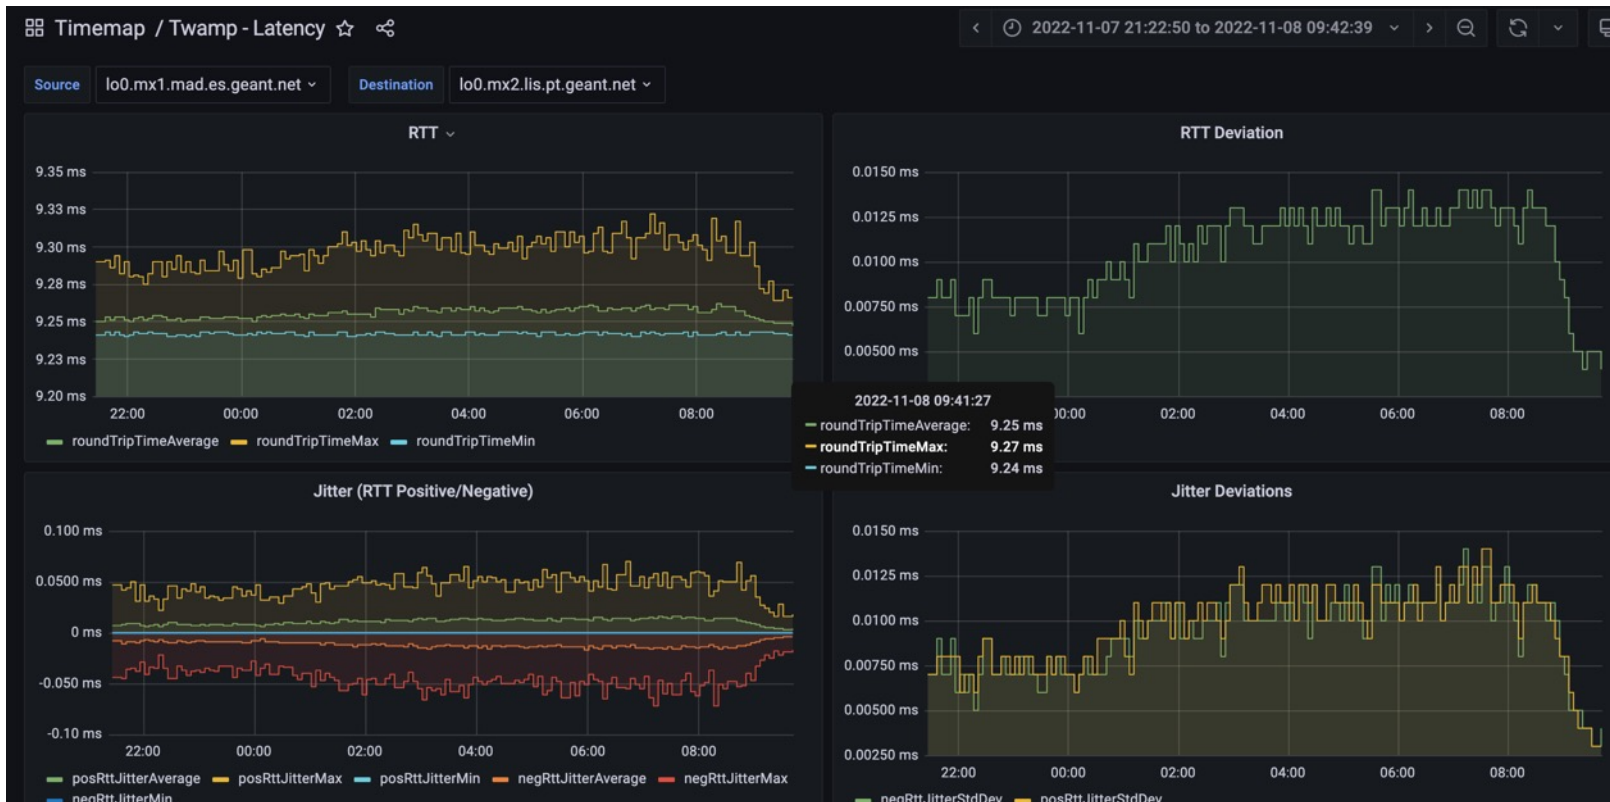 Timemap / Twamp - Latency
2022-11-07 21:22:50 to 2022-11-08 09:42:39
Source lo0.mx1.mad.es.geant.net Destination lo0.mx2.lis.pt.geant.net
RTT
9.35 ms
9.33 ms
9.30 ms
9.28 ms
9.25 ms
9.23 ms
9.20 ms
22:00 00:00 02:00 04:00 06:00 08:00
roundTripTimeAverage roundTripTimeMax roundTripTimeMin
RTT Deviation
0.0150 ms
0.0125 ms
0.0100 ms
0.00750 ms
0.00500 ms
00:00 02:00 04:00 06:00 08:00
2022-11-08 09:41:27
roundTripTimeAverage: 9.25 ms
roundTripTimeMax: 9.27 ms
roundTripTimeMin: 9.24 ms
Jitter (RTT Positive/Negative)
0.100 ms
0.0500 ms
0 ms
-0.050 ms
-0.10 ms
22:00 00:00 02:00 04:00 06:00 08:00
posRttJitterAverage posRttJitterMax posRttJitterMin negRttJitterAverage negRttJitterMax
negRttJitterMin
Jitter Deviations
0.0150 ms
0.0125 ms
0.0100 ms
0.00750 ms
0.00500 ms
0.00250 ms
22:00 00:00 02:00 04:00 06:00 08:00
negRttJitterStdDev posRttJitterStdDev